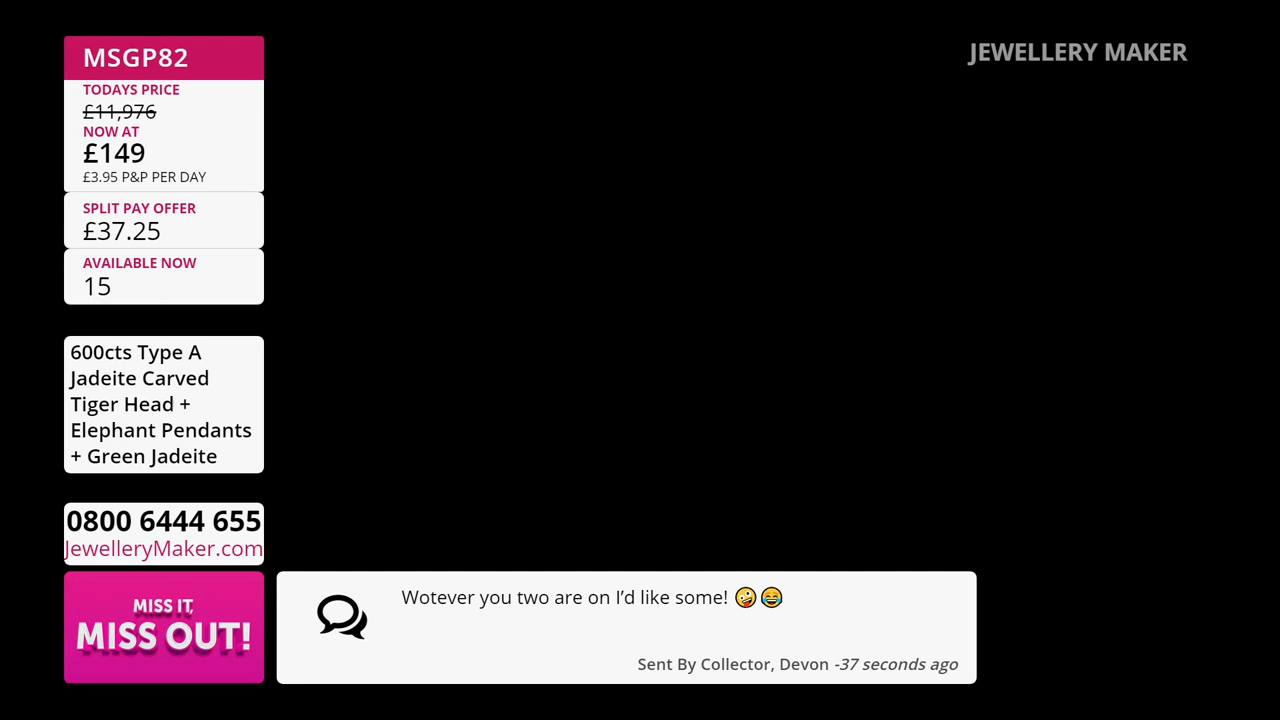 MSGP82
TODAYS PRICE
£11,976
NOW AT
£149
£3.95 P&P PER DAY
SPLIT PAY OFFER
£37.25
AVAILABLE NOW
15
600cts Type A
Jadeite Carved
Tiger Head +
Elephant Pendants
+ Green Jadeite
0800 6444 655
JewelleryMaker.com
MISS IT,
MISS OUT!
JEWELLERY MAKER
Wotever you two are on I’d like some! 🤪😂
Sent By Collector, Devon -37 seconds ago